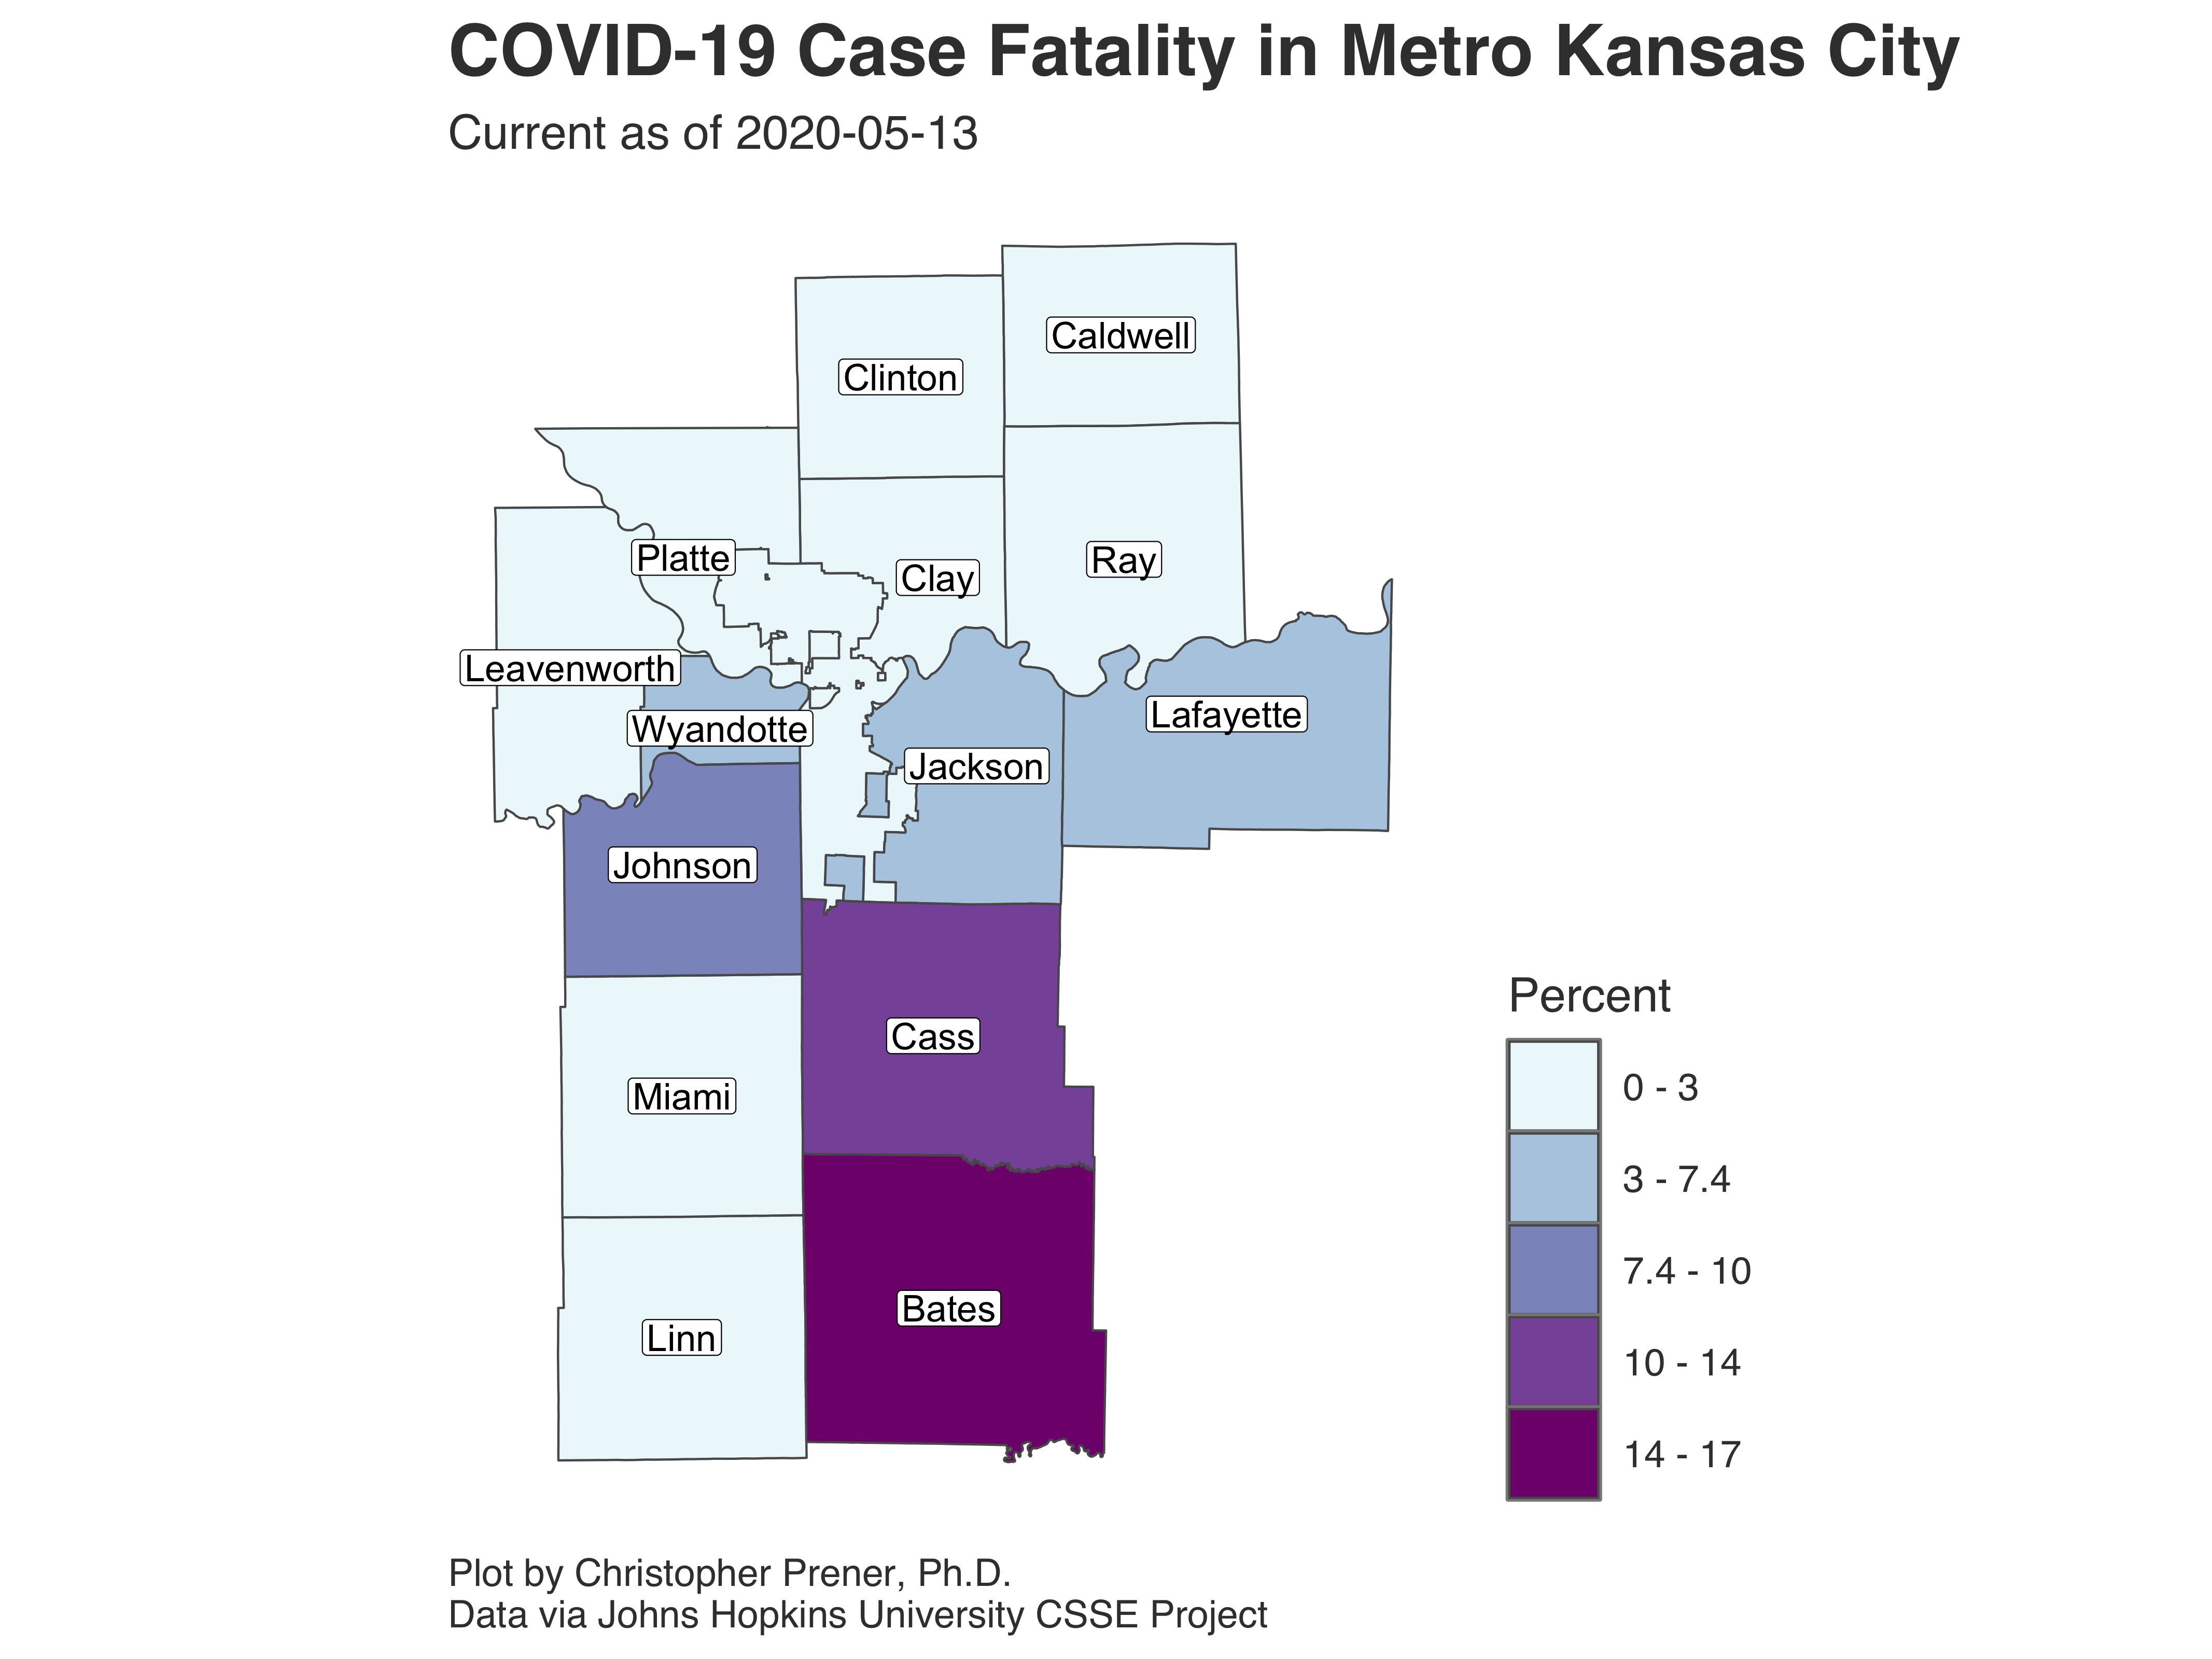 COVID-19 Case Fatality in Metro Kansas City
Current as of 2020-05-13
Caldwell
Clinton
Platte
Clay
Ray
Leavenworth
Wyandotte
Lafayette
Jackson
Johnson
Cass
Miami
Bates
Linn
Percent
0 - 3
3 - 7.4
7.4 - 10
10 - 14
14 - 17
Plot by Christopher Prener, Ph.D.
Data via Johns Hopkins University CSSE Project